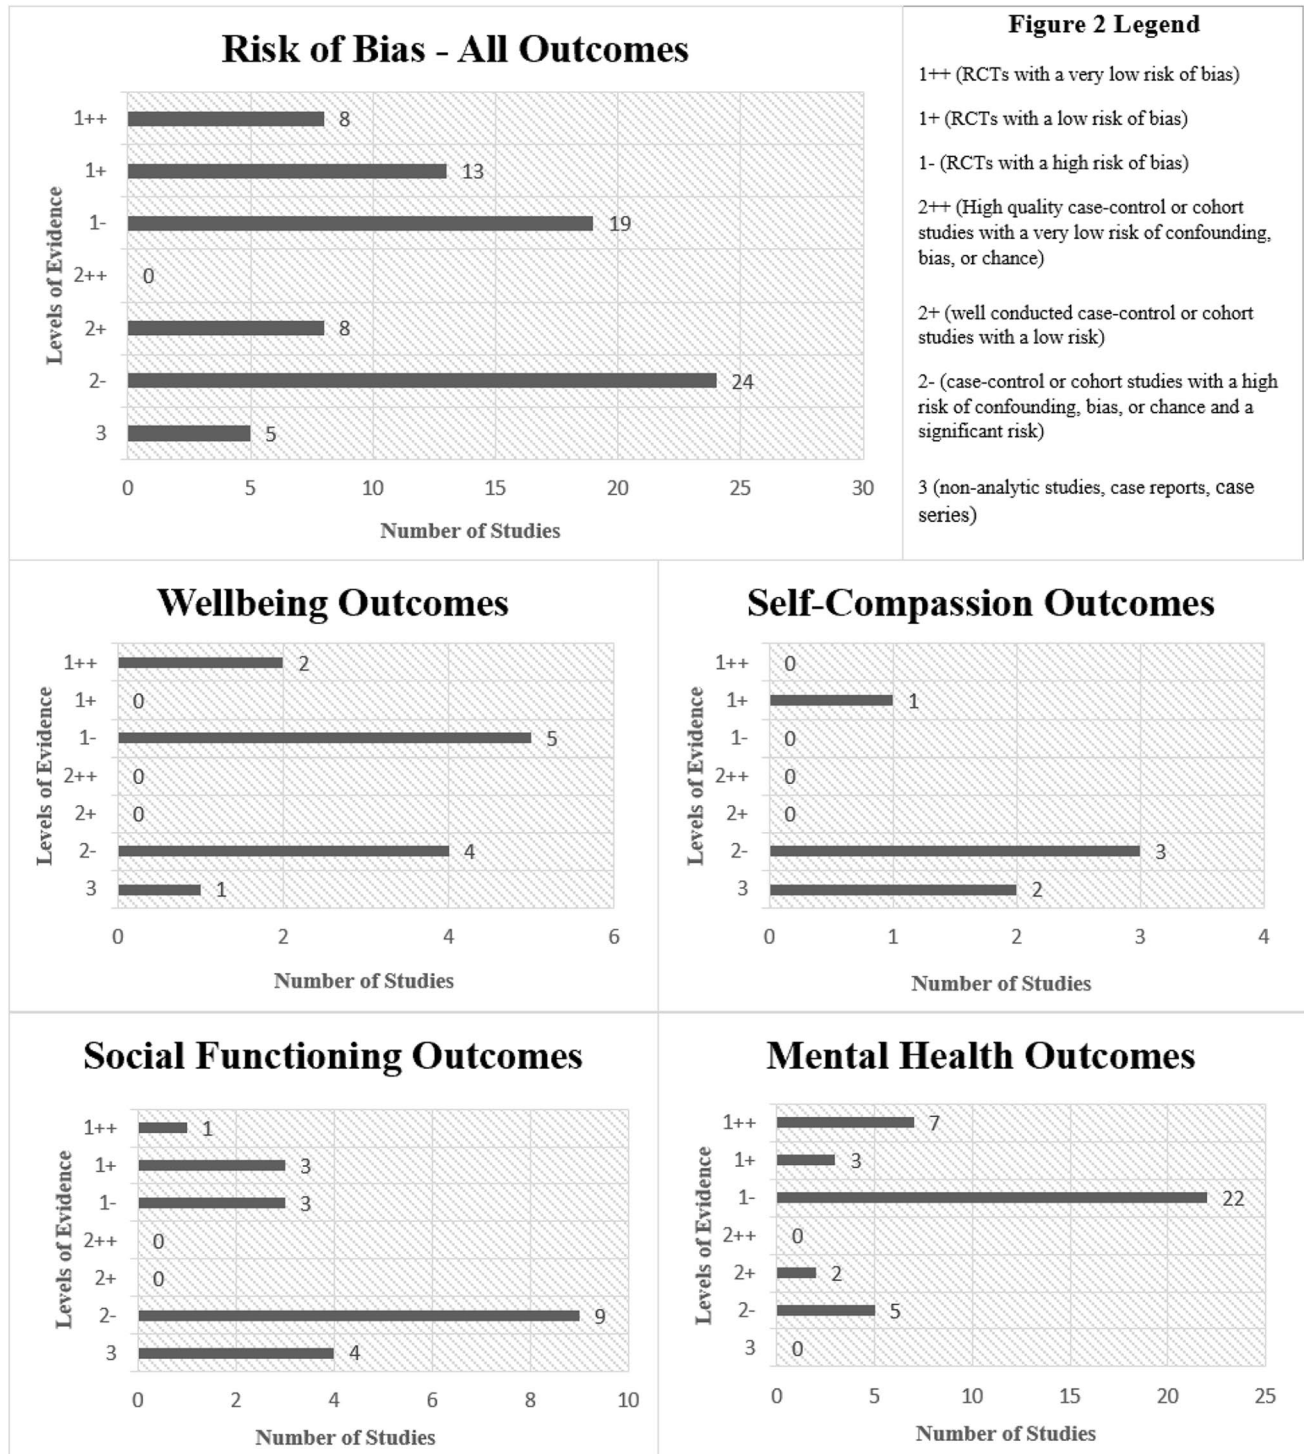 Risk of Bias - All Outcomes
Levels of Evidence
1++
8
1+
13
1-
19
2++
0
2+
8
2-
24
3
5
0 5 10 15 20 25 30
Number of Studies
Figure 2 Legend
1++ (RCTs with a very low risk of bias)
1+ (RCTs with a low risk of bias)
1- (RCTs with a high risk of bias)
2++ (High quality case-control or cohort
studies with a very low risk of confounding,
bias, or chance)
2+ (well conducted case-control or cohort
studies with a low risk)
2- (case-control or cohort studies with a high
risk of confounding, bias, or chance and a
significant risk)
3 (non-analytic studies, case reports, case
series)
Wellbeing Outcomes
Levels of Evidence
1++
2
1+
0
1-
5
2++
0
2+
0
2-
4
3
1
0 2 4 6
Number of Studies
Self-Compassion Outcomes
Levels of Evidence
1++
0
1+
1
1-
0
2++
0
2+
0
2-
3
3
2
0 1 2 3 4
Number of Studies
Social Functioning Outcomes
Levels of Evidence
1++
1
1+
3
1-
3
2++
0
2+
0
2-
9
3
4
0 2 4 6 8 10
Number of Studies
Mental Health Outcomes
Levels of Evidence
1++
7
1+
3
1-
22
2++
0
2+
2
2-
5
3
0
0 5 10 15 20 25
Number of Studies